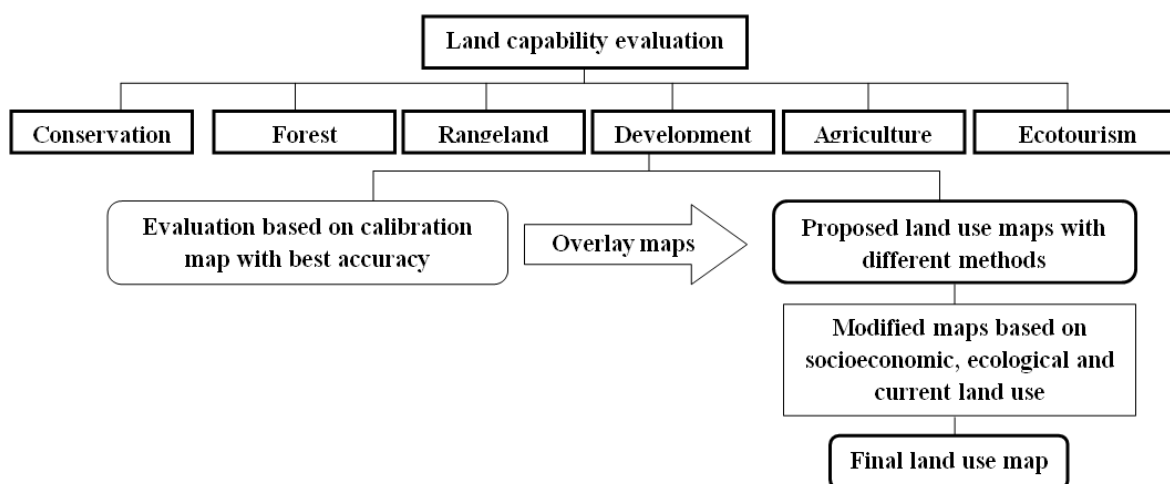 Land capability evaluation
Conservation
Forest
Rangeland
Development
Agriculture
Ecotourism
Evaluation based on calibration
map with best accuracy
Overlay maps
Proposed land use maps with
different methods
Modified maps based on
socioeconomic, ecological and
current land use
Final land use map